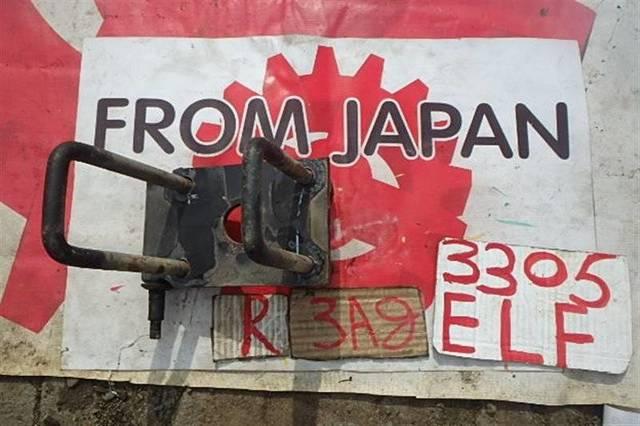 FROM JAPAN
3305
ELF
R ЗАД